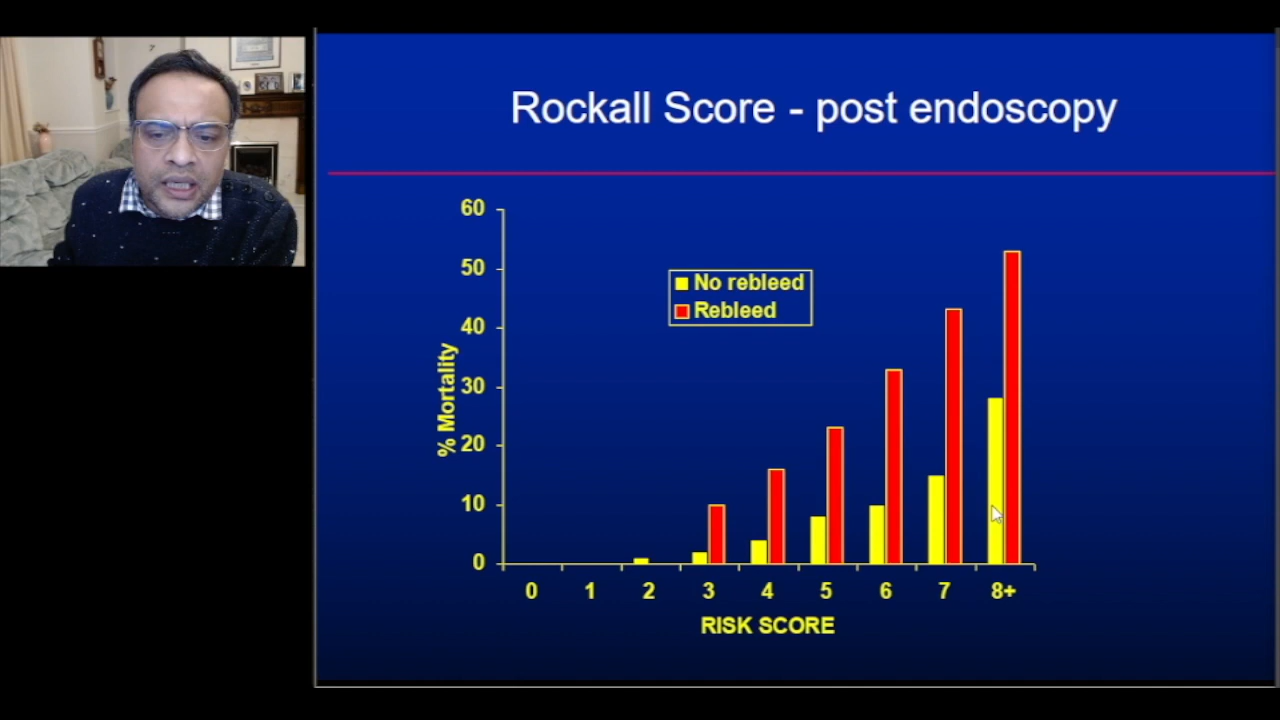 Rockall Score - post endoscopy
60
50
40
30
20
10
0
% Mortality
No rebleed
Rebleed
0 1 2 3 4 5 6 7 8+
RISK SCORE